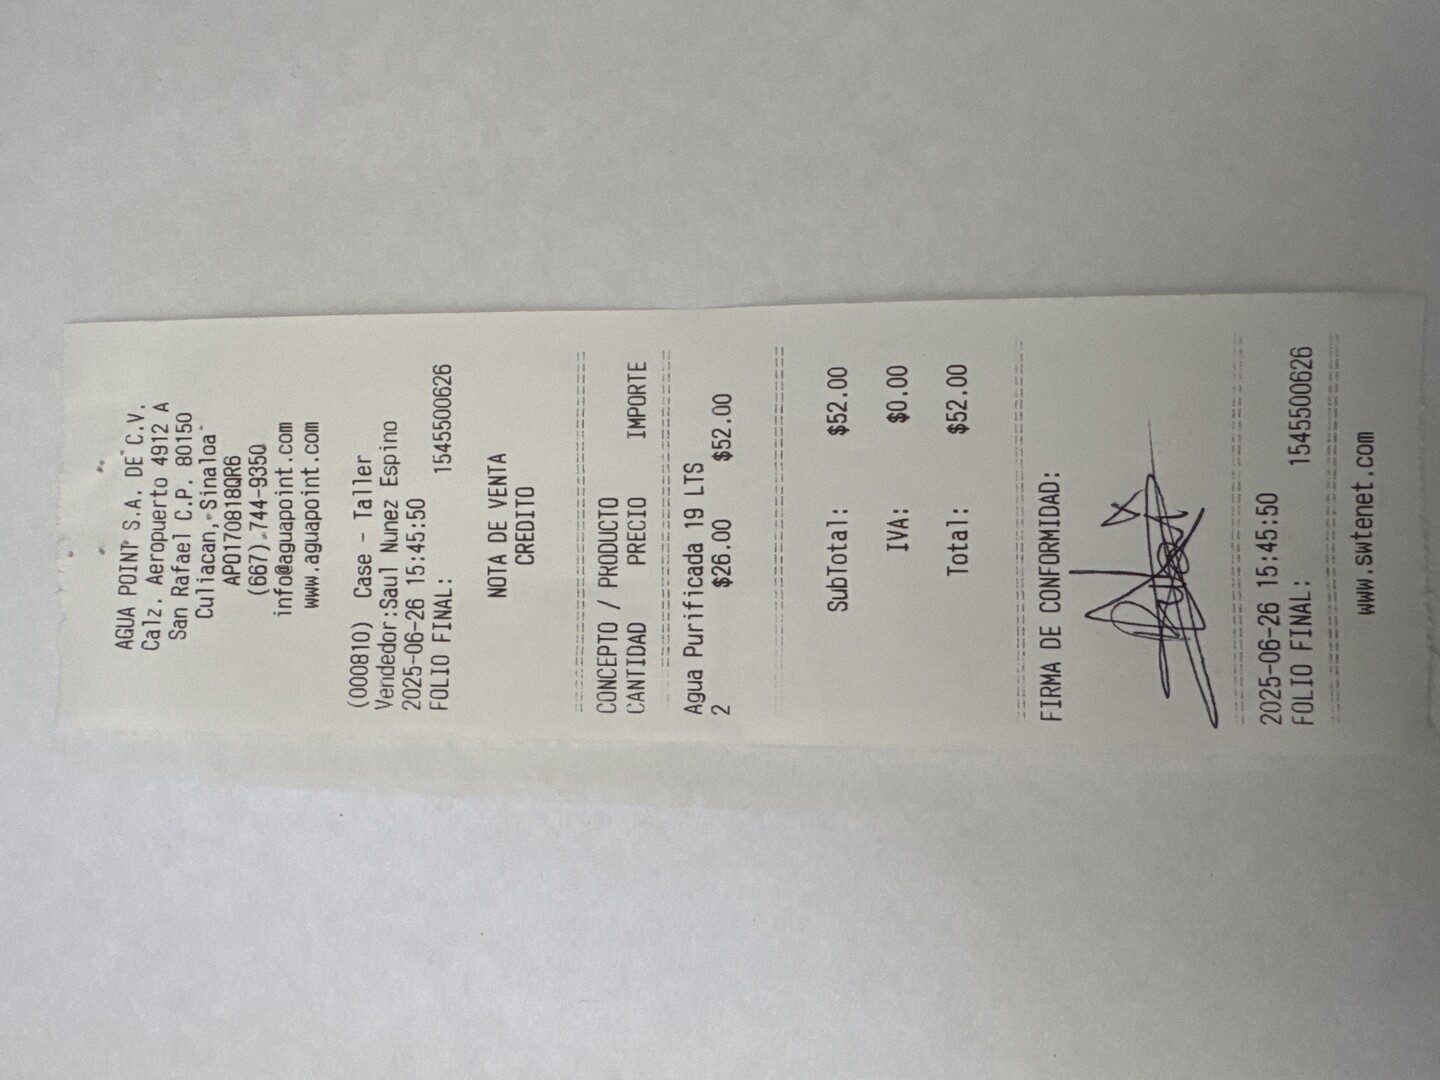 AGUA POINT S.A. DE C.V.
Calz. Aeropuerto 4912 A
San Rafael C.P. 80150
Culiacan, Sinaloa
APO170818QR6
(667) 744-9350
info@aguapoint.com
www.aguapoint.com
(000810) Case - Taller
Vendedor:Saul Nunez Espino
2025-06-26 15:45:50
FOLIO FINAL: 1545500626
NOTA DE VENTA
CREDITO
CONCEPTO / PRODUCTO
CANTIDAD PRECIO IMPORTE
Agua Purificada 19 LTS
2 $26.00 $52.00
SubTotal: $52.00
IVA: $0.00
Total: $52.00
FIRMA DE CONFORMIDAD:
2025-06-26 15:45:50
FOLIO FINAL: 1545500626
www.swtenet.com